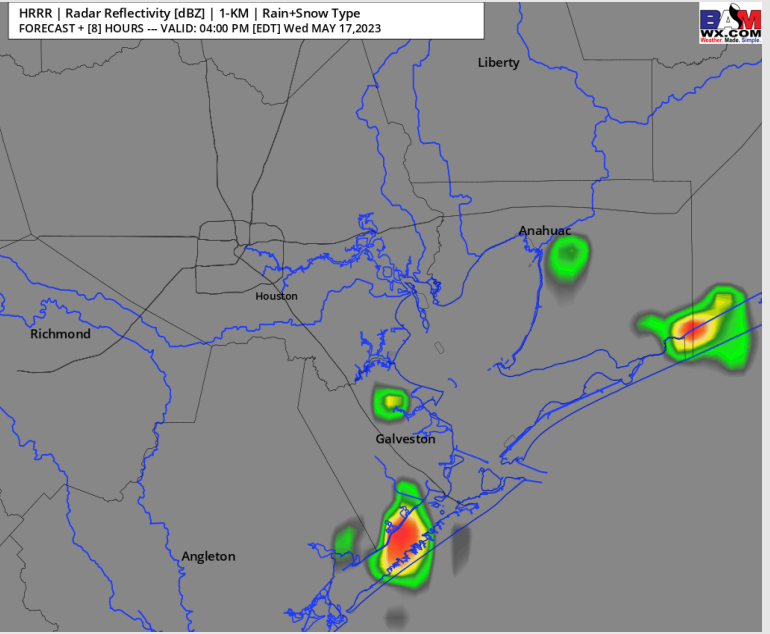 HRRR | Radar Reflectivity [dBZ] | 1-KM | Rain+Snow Type
FORECAST + [8] HOURS --- VALID: 04:00 PM [EDT] Wed MAY 17,2023
BAM
WX.COM
Weather. Made. Simple.
Liberty
Anahuac
Houston
Richmond
Galveston
Angleton